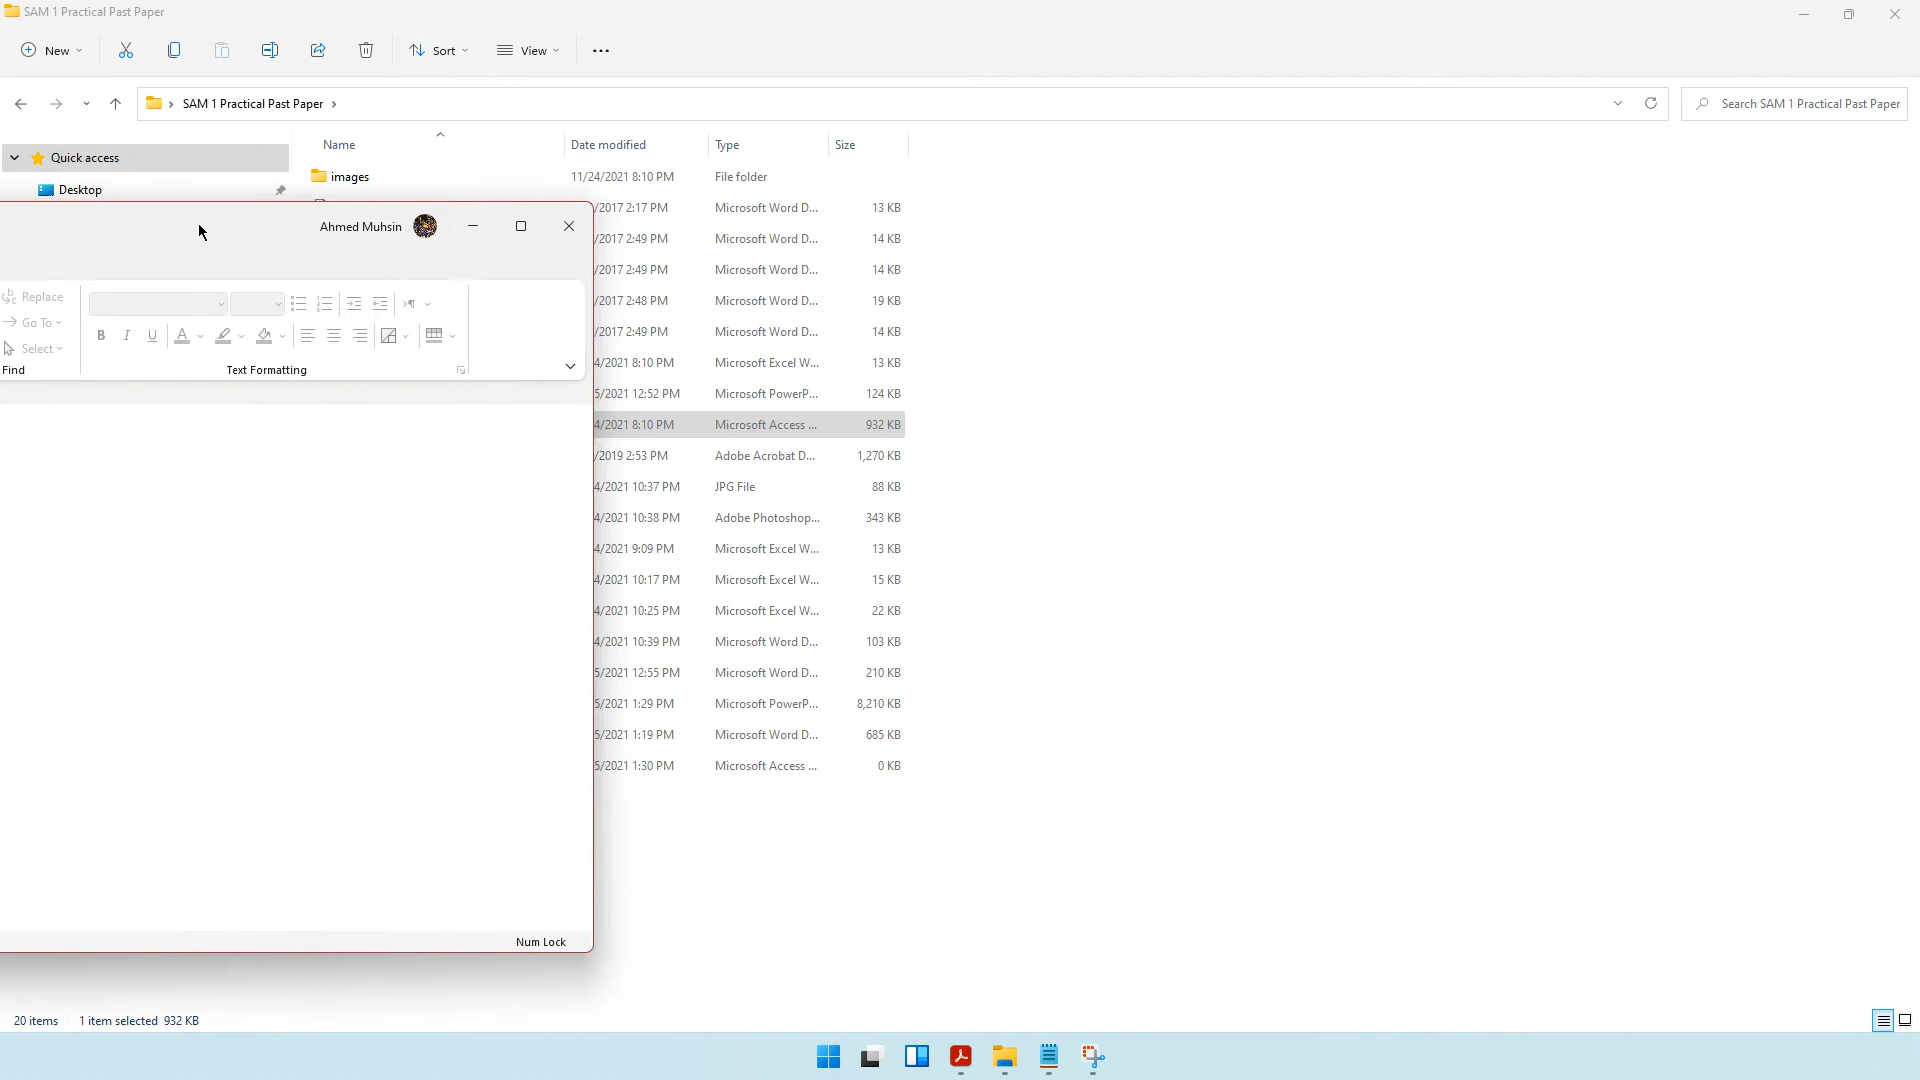 SAM 1 Practical Past Paper
New
Sort
View
SAM 1 Practical Past Paper
Search SAM 1 Practical Past Paper
Name Date modified Type Size
Quick access
images 11/24/2021 8:10 PM File folder
Desktop
/2017 2:17 PM Microsoft Word D... 13 KB
Ahmed Muhsin
/2017 2:49 PM Microsoft Word D... 14 KB
/2017 2:49 PM Microsoft Word D... 14 KB
Replace
/2017 2:48 PM Microsoft Word D... 19 KB
Go To
/2017 2:49 PM Microsoft Word D... 14 KB
B I U A
Select
4/2021 8:10 PM Microsoft Excel W... 13 KB
Find Text Formatting
5/2021 12:52 PM Microsoft PowerP... 124 KB
4/2021 8:10 PM Microsoft Access ... 932 KB
/2019 2:53 PM Adobe Acrobat D... 1,270 KB
4/2021 10:37 PM JPG File 88 KB
4/2021 10:38 PM Adobe Photoshop... 343 KB
4/2021 9:09 PM Microsoft Excel W... 13 KB
4/2021 10:17 PM Microsoft Excel W... 15 KB
4/2021 10:25 PM Microsoft Excel W... 22 KB
4/2021 10:39 PM Microsoft Word D... 103 KB
5/2021 12:55 PM Microsoft Word D... 210 KB
5/2021 1:29 PM Microsoft PowerP... 8,210 KB
5/2021 1:19 PM Microsoft Word D... 685 KB
5/2021 1:30 PM Microsoft Access ... 0 KB
Num Lock
20 items 1 item selected 932 KB